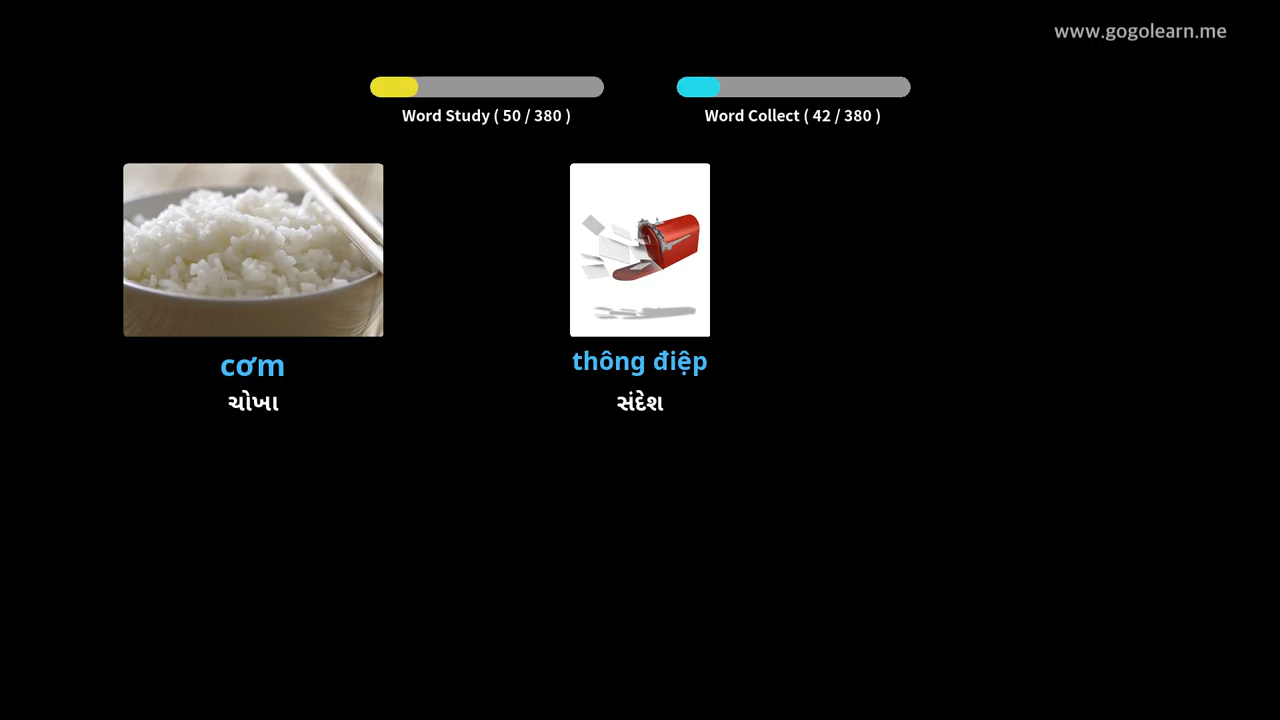 www.gogolearn.me
Word Study ( 50 / 380 )
Word Collect ( 42 / 380 )
cơm
ચોખા
thông điệp
સંદેશ